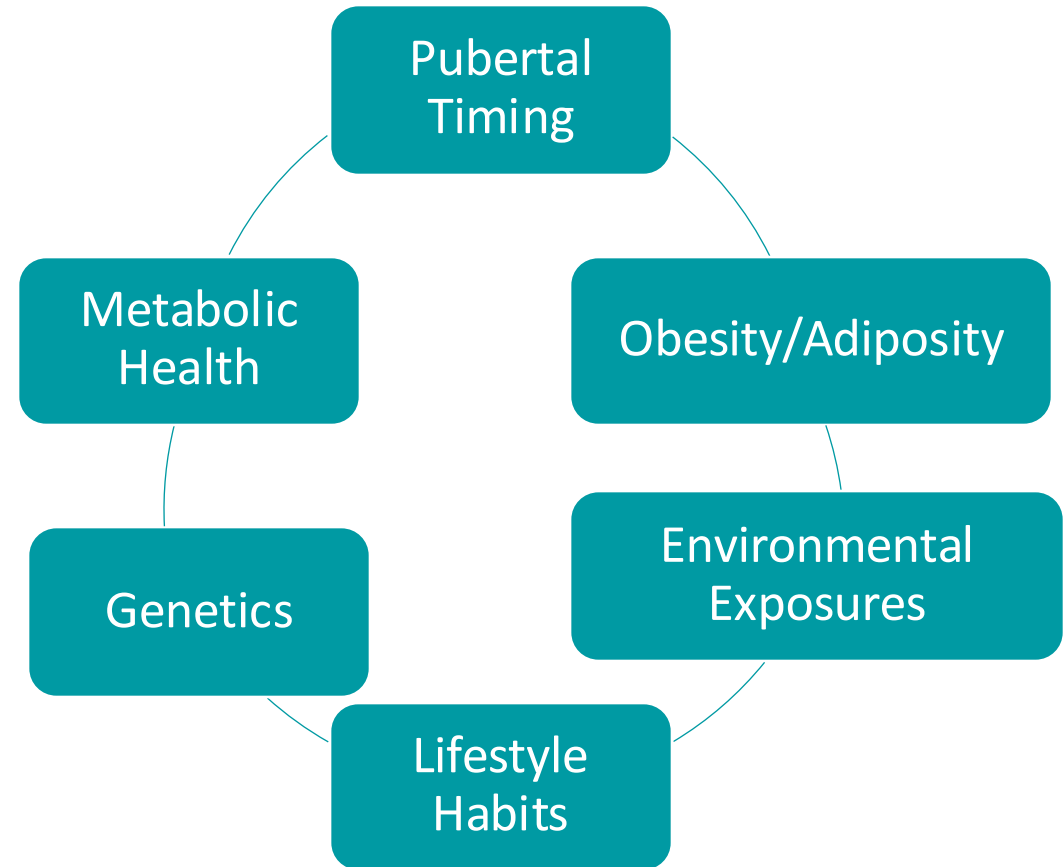 Pubertal
Timing
Obesity/Adiposity
Environmental
Exposures
Lifestyle
Habits
Genetics
Metabolic
Health